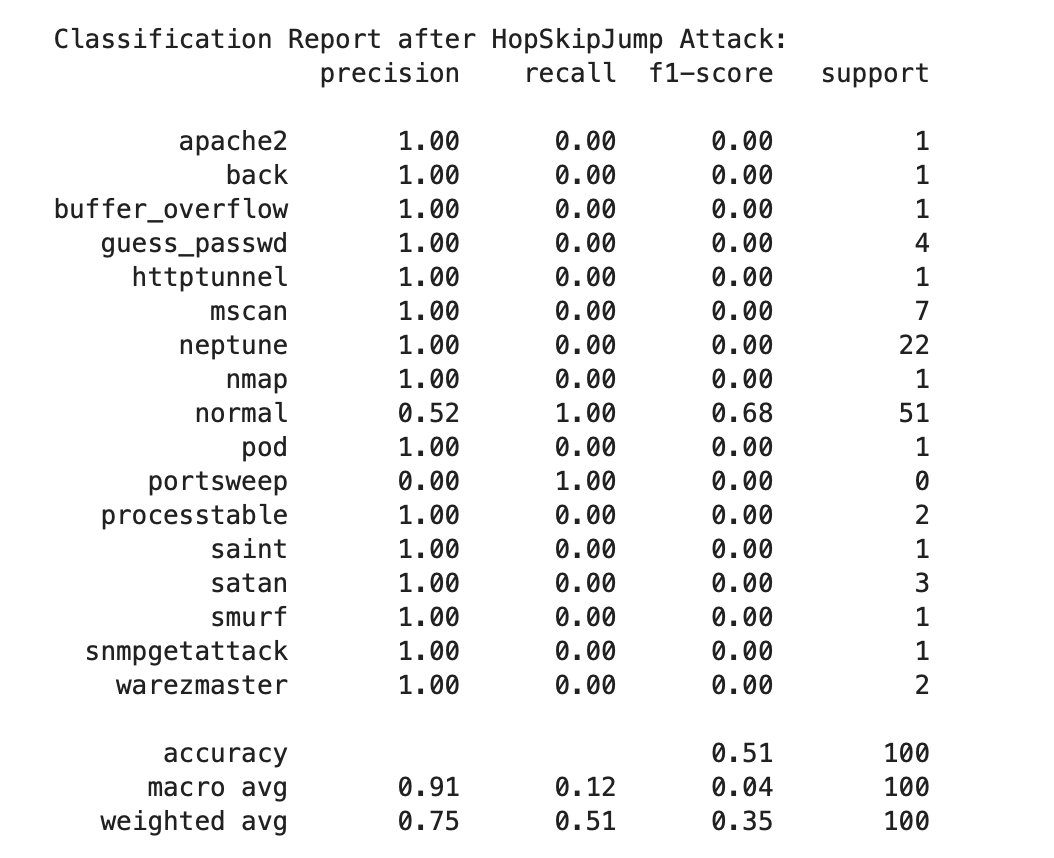 Classification Report after HopSkipJump Attack:
precision recall f1-score support
apache2 1.00 0.00 0.00 1
back 1.00 0.00 0.00 1
buffer_overflow 1.00 0.00 0.00 1
guess_passwd 1.00 0.00 0.00 4
httptunnel 1.00 0.00 0.00 1
mscan 1.00 0.00 0.00 7
neptune 1.00 0.00 0.00 22
nmap 1.00 0.00 0.00 1
normal 0.52 1.00 0.68 51
pod 1.00 0.00 0.00 1
portsweep 0.00 1.00 0.00 0
processtable 1.00 0.00 0.00 2
saint 1.00 0.00 0.00 1
satan 1.00 0.00 0.00 3
smurf 1.00 0.00 0.00 1
snmpgetattack 1.00 0.00 0.00 1
warezmaster 1.00 0.00 0.00 2
accuracy 0.51 100
macro avg 0.91 0.12 0.04 100
weighted avg 0.75 0.51 0.35 100